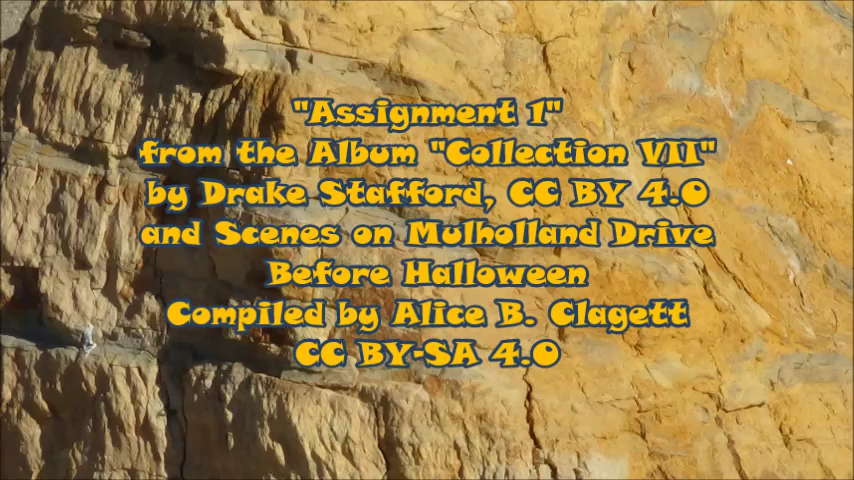 "Assignment 1"
from the Album "Collection VII"
by Drake Stafford, CC BY 4.0
and Scenes on Mulholland Drive
Before Halloween
Compiled by Alice B. Clagett
CC BY-SA 4.0